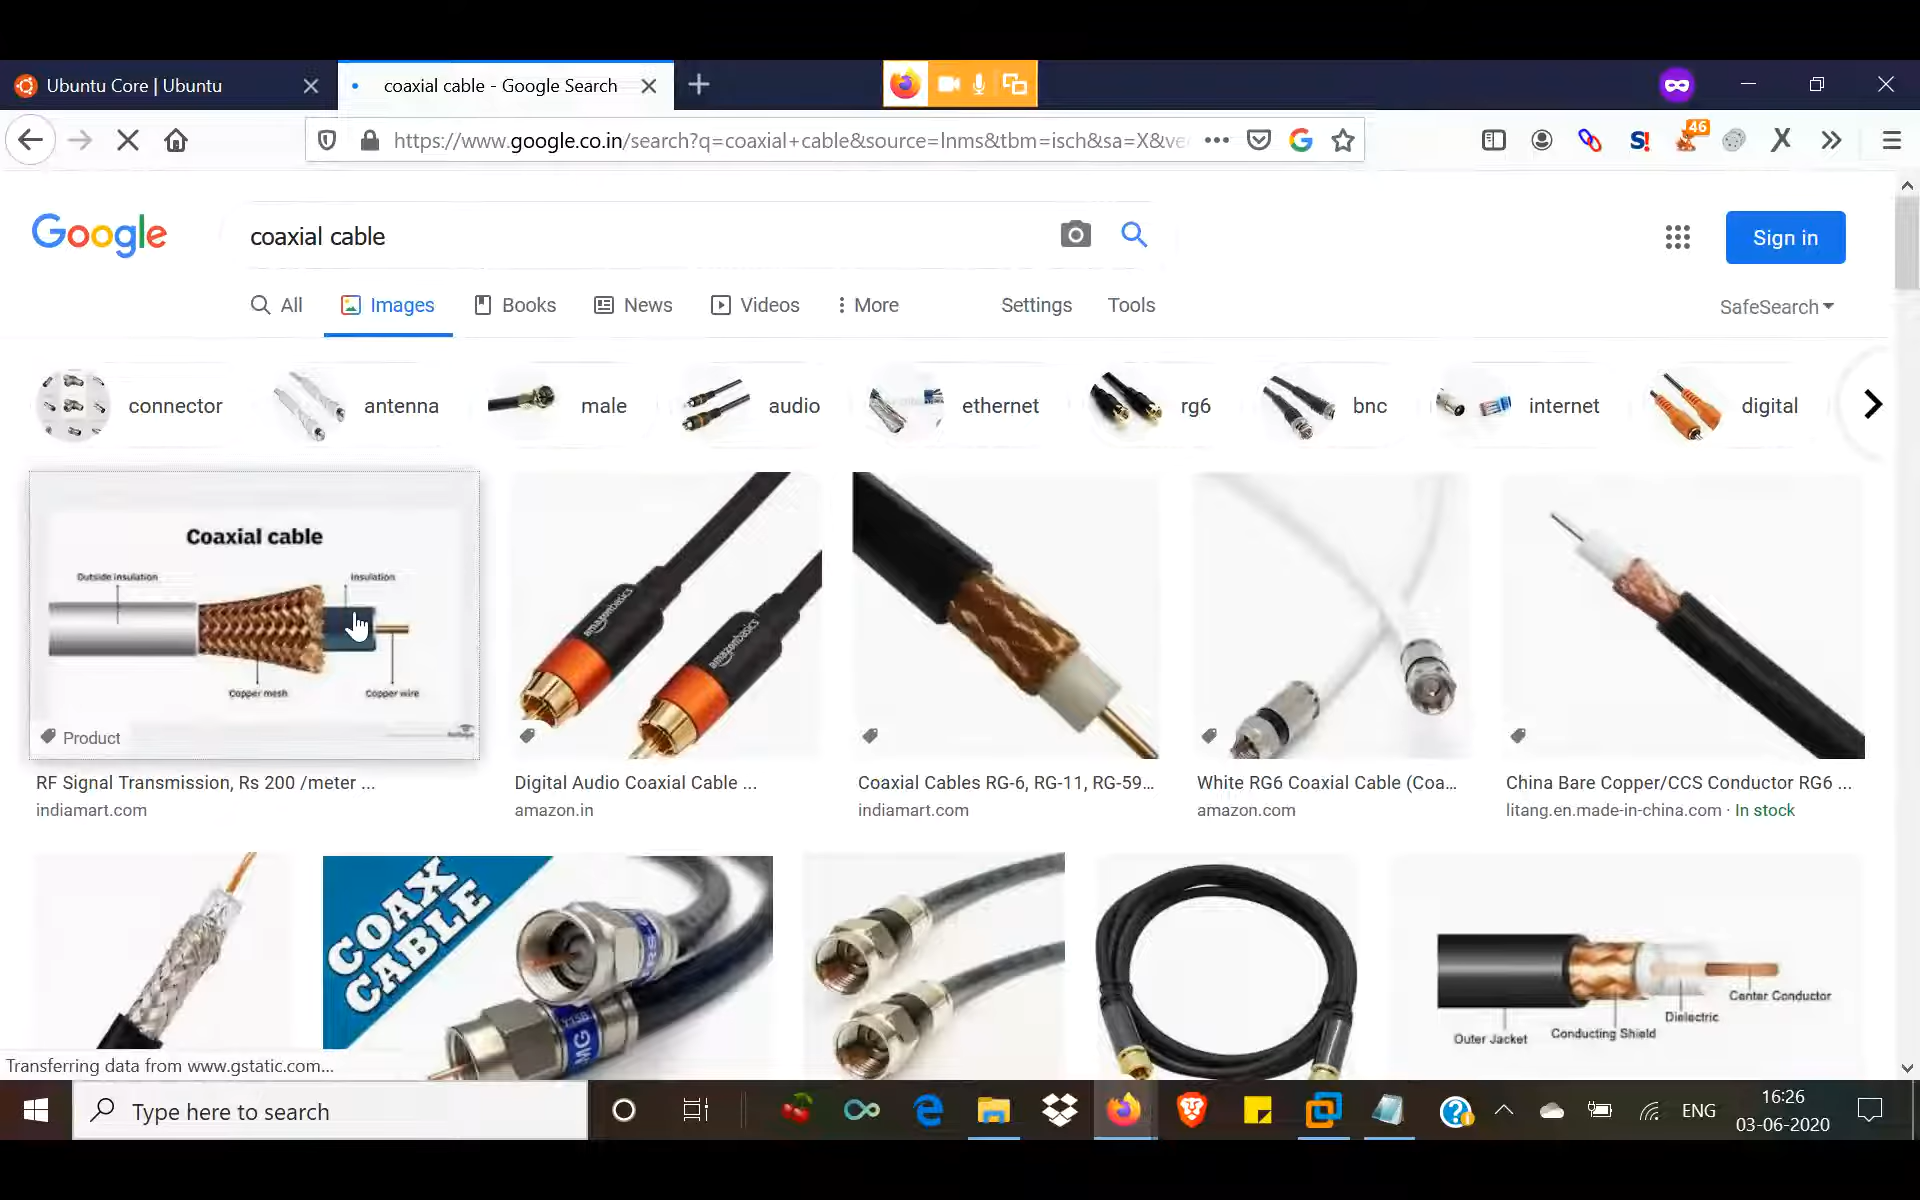 Ubuntu Core | Ubuntu
coaxial cable - Google Search
https://www.google.co.in/search?q=coaxial+cable&source=lnms&tbm=isch&sa=X&ve
S!
46
Google
coaxial cable
Sign in
All
Images
Books
News
Videos
More
Settings
Tools
SafeSearch
connector
antenna
male
audio
ethernet
rg6
bnc
internet
digital
Coaxial cable
Outside insulation
Insulation
Copper mesh
Copper wire
Product
amazonbasics
amazonbasics
RF Signal Transmission, Rs 200 /meter ...
indiamart.com
Digital Audio Coaxial Cable ...
amazon.in
Coaxial Cables RG-6, RG-11, RG-59...
indiamart.com
White RG6 Coaxial Cable (Coa...
amazon.com
China Bare Copper/CCS Conductor RG6 ...
litang.en.made-in-china.com · In stock
COAX
CABLE
Center Conductor
Dielectric
Conducting Shield
Outer Jacket
Transferring data from www.gstatic.com...
Type here to search
ENG
16:26
03-06-2020